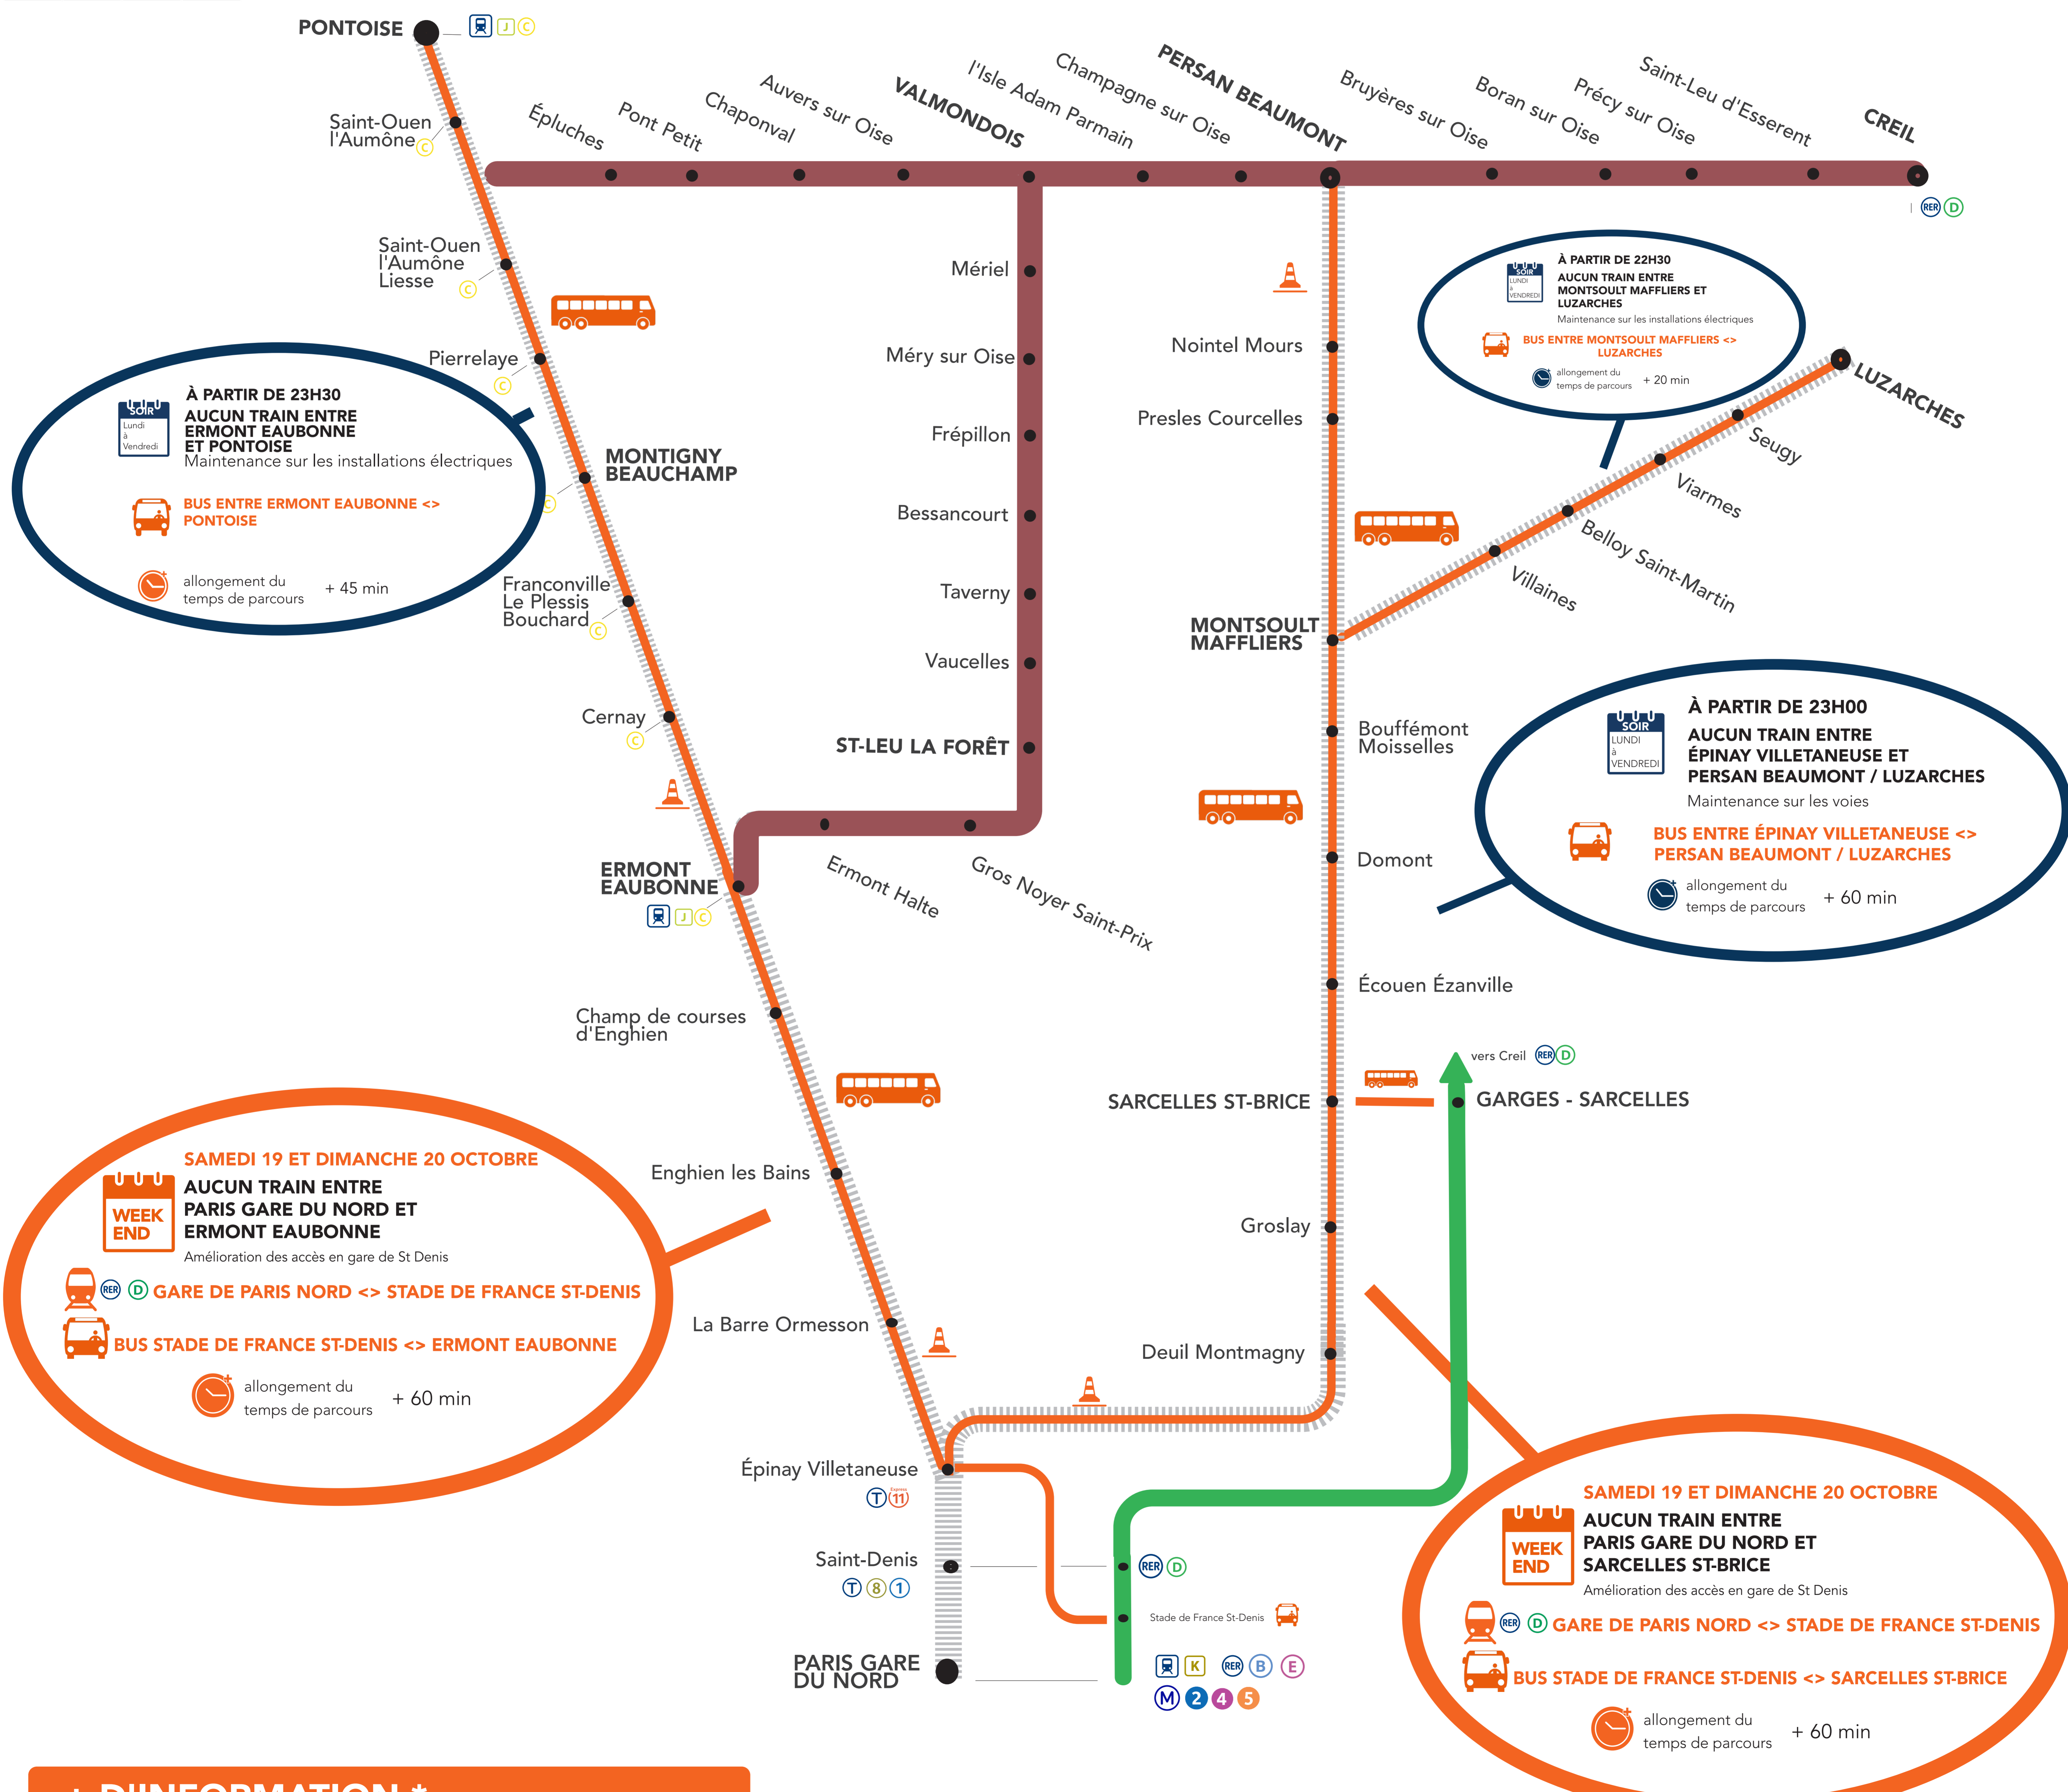 PONTOISE
J C
Saint-Ouen
l'Aumône
C
Épluches
Pont Petit
Chaponval
Auvers sur Oise
VALMONDOIS
l'Isle Adam Parmain
Champagne sur Oise
PERSAN BEAUMONT
Bruyères sur Oise
Boran sur Oise
Précy sur Oise
Saint-Leu d'Esserent
CREIL
RER D
Saint-Ouen
l'Aumône
Liesse
C
Pierrelaye
C
À PARTIR DE 23H30
SOIR
Lundi
à
Vendredi
AUCUN TRAIN ENTRE
ERMONT EAUBONNE
ET PONTOISE
Maintenance sur les installations électriques
BUS ENTRE ERMONT EAUBONNE <>
PONTOISE
allongement du
temps de parcours
+ 45 min
MONTIGNY
BEAUCHAMP
C
Franconville
Le Plessis
Bouchard
C
Cernay
C
ERMONT
EAUBONNE
J C
Mériel
Méry sur Oise
Frépillon
Bessancourt
Taverny
Vaucelles
ST-LEU LA FORÊT
Ermont Halte
Gros Noyer Saint-Prix
Nointel Mours
Presles Courcelles
MONTSOULT
MAFFLIERS
À PARTIR DE 22H30
SOIR
LUNDI
à
VENDREDI
AUCUN TRAIN ENTRE
MONTSOULT MAFFLIERS ET
LUZARCHES
Maintenance sur les installations électriques
BUS ENTRE MONTSOULT MAFFLIERS <>
LUZARCHES
allongement du
temps de parcours
+ 20 min
LUZARCHES
Seugy
Viarmes
Belloy Saint-Martin
Villaines
Bouffémont
Moisselles
Domont
Écouen Ézanville
À PARTIR DE 23H00
SOIR
LUNDI
à
VENDREDI
AUCUN TRAIN ENTRE
ÉPINAY VILLETANEUSE ET
PERSAN BEAUMONT / LUZARCHES
Maintenance sur les voies
BUS ENTRE ÉPINAY VILLETANEUSE <>
PERSAN BEAUMONT / LUZARCHES
allongement du
temps de parcours
+ 60 min
vers Creil RER D
SARCELLES ST-BRICE
GARGES - SARCELLES
Groslay
Deuil Montmagny
Champ de courses
d'Enghien
Enghien les Bains
La Barre Ormesson
SAMEDI 19 ET DIMANCHE 20 OCTOBRE
WEEK
END
AUCUN TRAIN ENTRE
PARIS GARE DU NORD ET
ERMONT EAUBONNE
Amélioration des accès en gare de St Denis
RER D GARE DE PARIS NORD <> STADE DE FRANCE ST-DENIS
BUS STADE DE FRANCE ST-DENIS <> ERMONT EAUBONNE
allongement du
temps de parcours
+ 60 min
Épinay Villetaneuse
T Express 11
Saint-Denis
T 8 1
RER D
Stade de France St-Denis
PARIS GARE
DU NORD
K RER B E
M 2 4 5
SAMEDI 19 ET DIMANCHE 20 OCTOBRE
WEEK
END
AUCUN TRAIN ENTRE
PARIS GARE DU NORD ET
SARCELLES ST-BRICE
Amélioration des accès en gare de St Denis
RER D GARE DE PARIS NORD <> STADE DE FRANCE ST-DENIS
BUS STADE DE FRANCE ST-DENIS <> SARCELLES ST-BRICE
allongement du
temps de parcours
+ 60 min
+ D'INFORMATION *